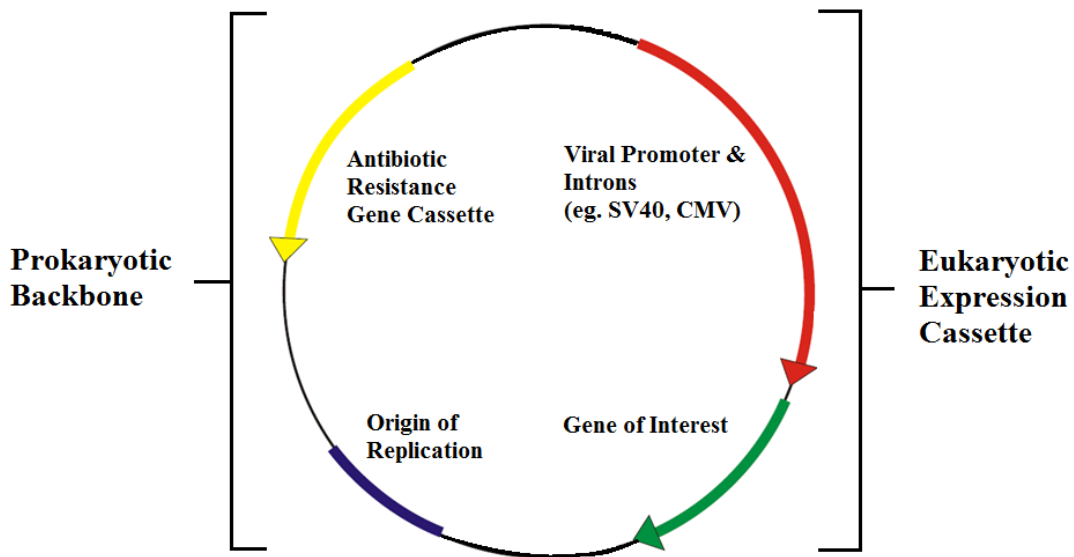 Prokaryotic
Backbone
Antibiotic
Resistance
Gene Cassette
Viral Promoter &
Introns
(eg. SV40, CMV)
Origin of
Replication
Gene of Interest
Eukaryotic
Expression
Cassette